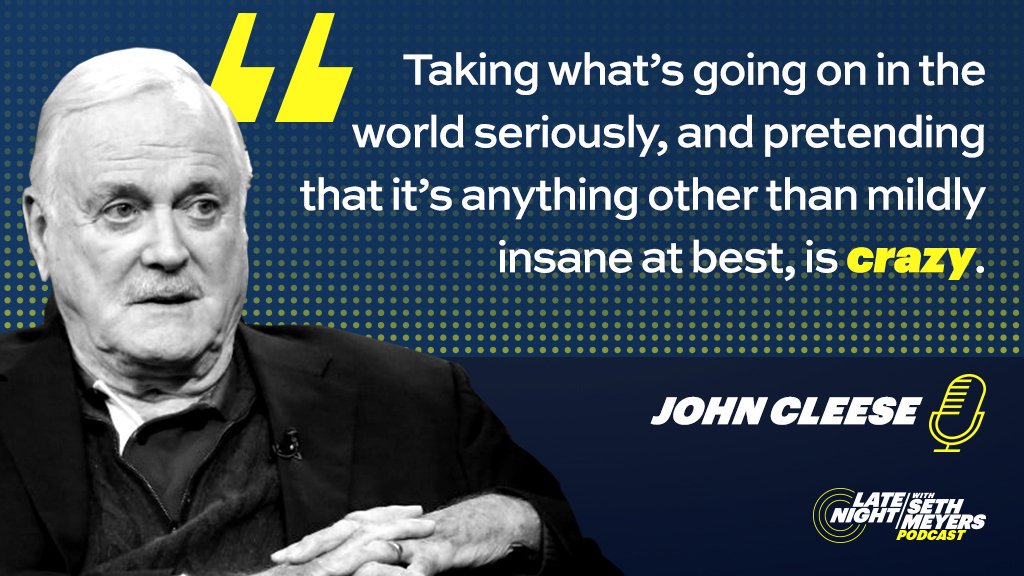 Taking what's going on in the
world seriously, and pretending
that it's anything other than mildly
insane at best, is crazy.
JOHN CLEESE
LATE NIGHT WITH SETH MEYERS
PODCAST